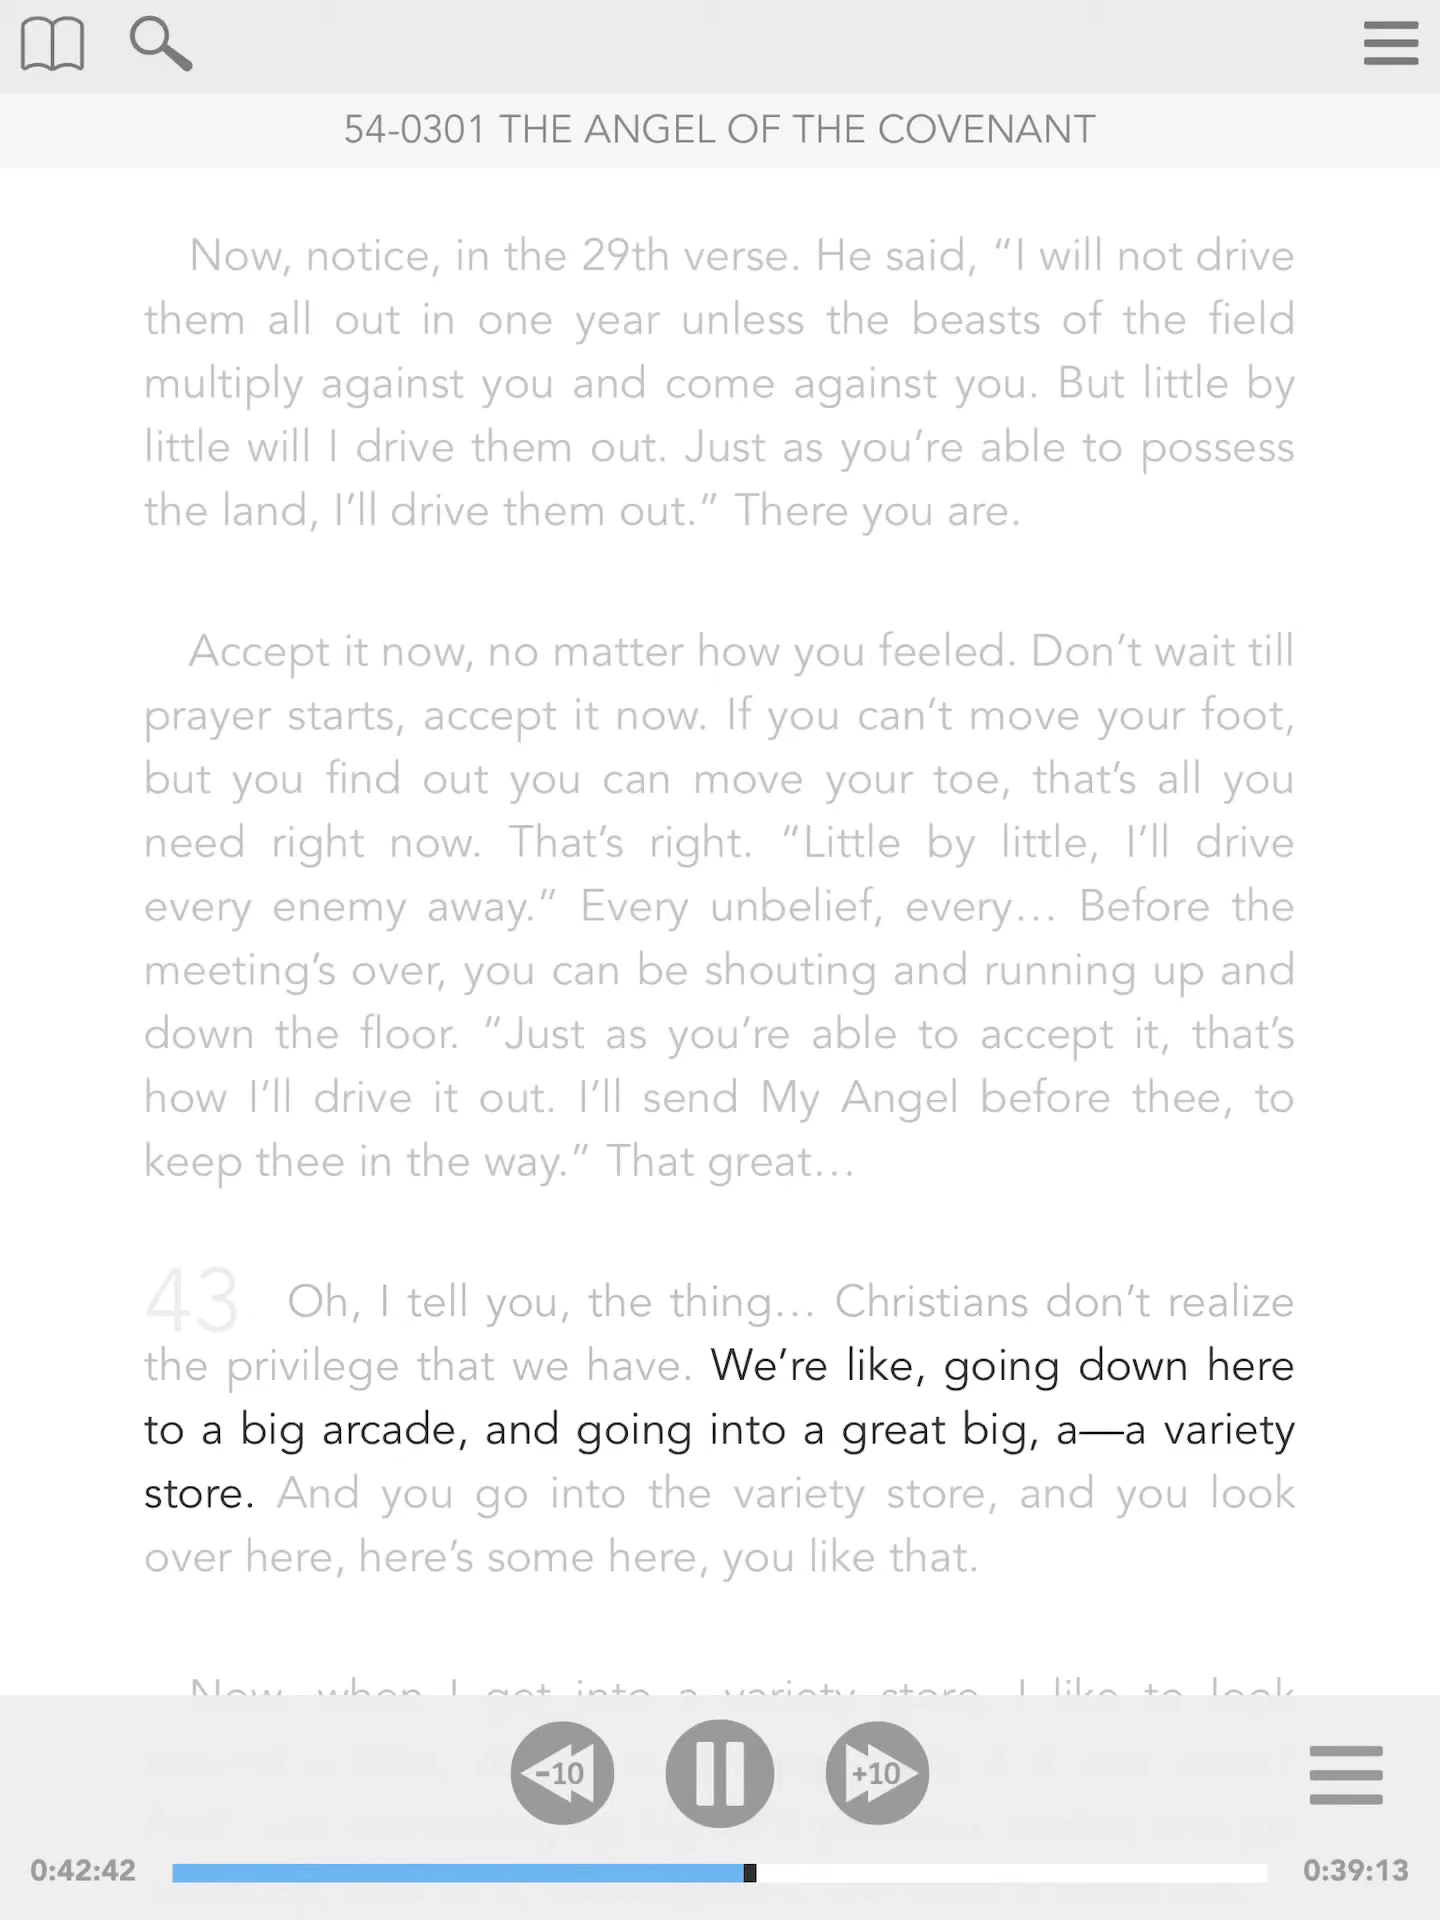 54-0301 THE ANGEL OF THE COVENANT
Now, notice, in the 29th verse. He said, “I will not drive
them all out in one year unless the beasts of the field
multiply against you and come against you. But little by
little will I drive them out. Just as you’re able to possess
the land, I’ll drive them out.” There you are.
Accept it now, no matter how you feeled. Don’t wait till
prayer starts, accept it now. If you can’t move your foot,
but you find out you can move your toe, that’s all you
need right now. That’s right. “Little by little, I’ll drive
every enemy away.” Every unbelief, every… Before the
meeting’s over, you can be shouting and running up and
down the floor. “Just as you’re able to accept it, that’s
how I’ll drive it out. I’ll send My Angel before thee, to
keep thee in the way.” That great…
43 Oh, I tell you, the thing… Christians don’t realize
the privilege that we have. We’re like, going down here
to a big arcade, and going into a great big, a—a variety
store. And you go into the variety store, and you look
over here, here’s some here, you like that.
Now, when I get into a variety store, I like to look
-10 +10
0:42:42 0:39:13